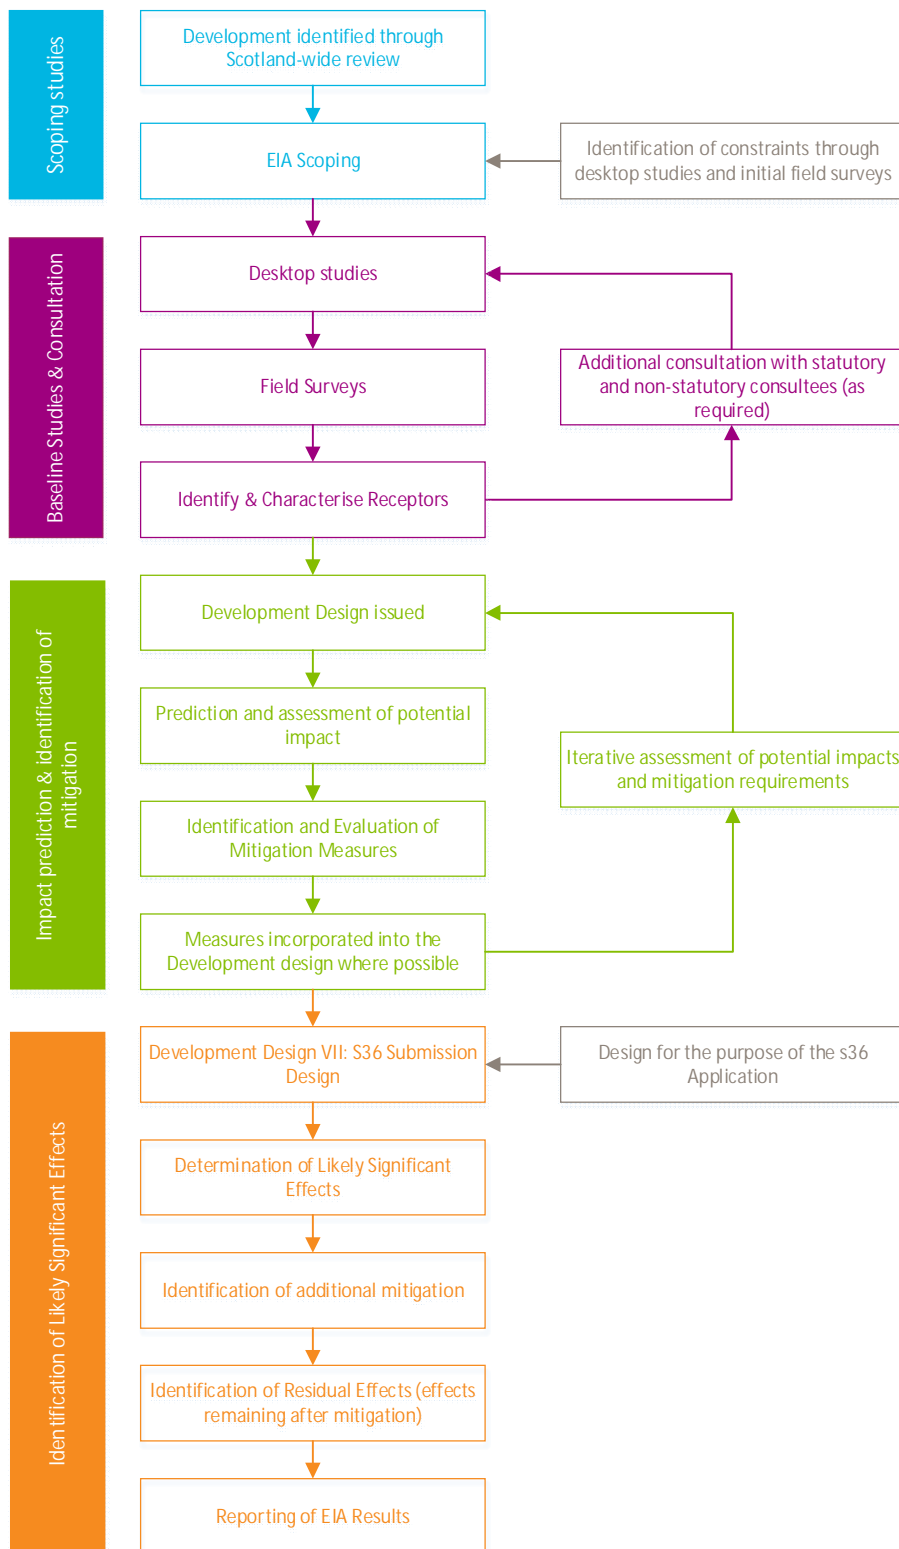 Scoping studies
Development identified through
Scotland-wide review
EIA Scoping
Identification of constraints through
desktop studies and initial field surveys
Baseline Studies & Consultation
Desktop studies
Field Surveys
Additional consultation with statutory
and non-statutory consultees (as
required)
Identify & Characterise Receptors
Impact prediction & identification of
mitigation
Development Design issued
Prediction and assessment of potential
impact
Iterative assessment of potential impacts
and mitigation requirements
Identification and Evaluation of
Mitigation Measures
Measures incorporated into the
Development design where possible
Identification of Likely Significant Effects
Development Design VII: S36 Submission
Design
Design for the purpose of the s36
Application
Determination of Likely Significant
Effects
Identification of additional mitigation
Identification of Residual Effects (effects
remaining after mitigation)
Reporting of EIA Results